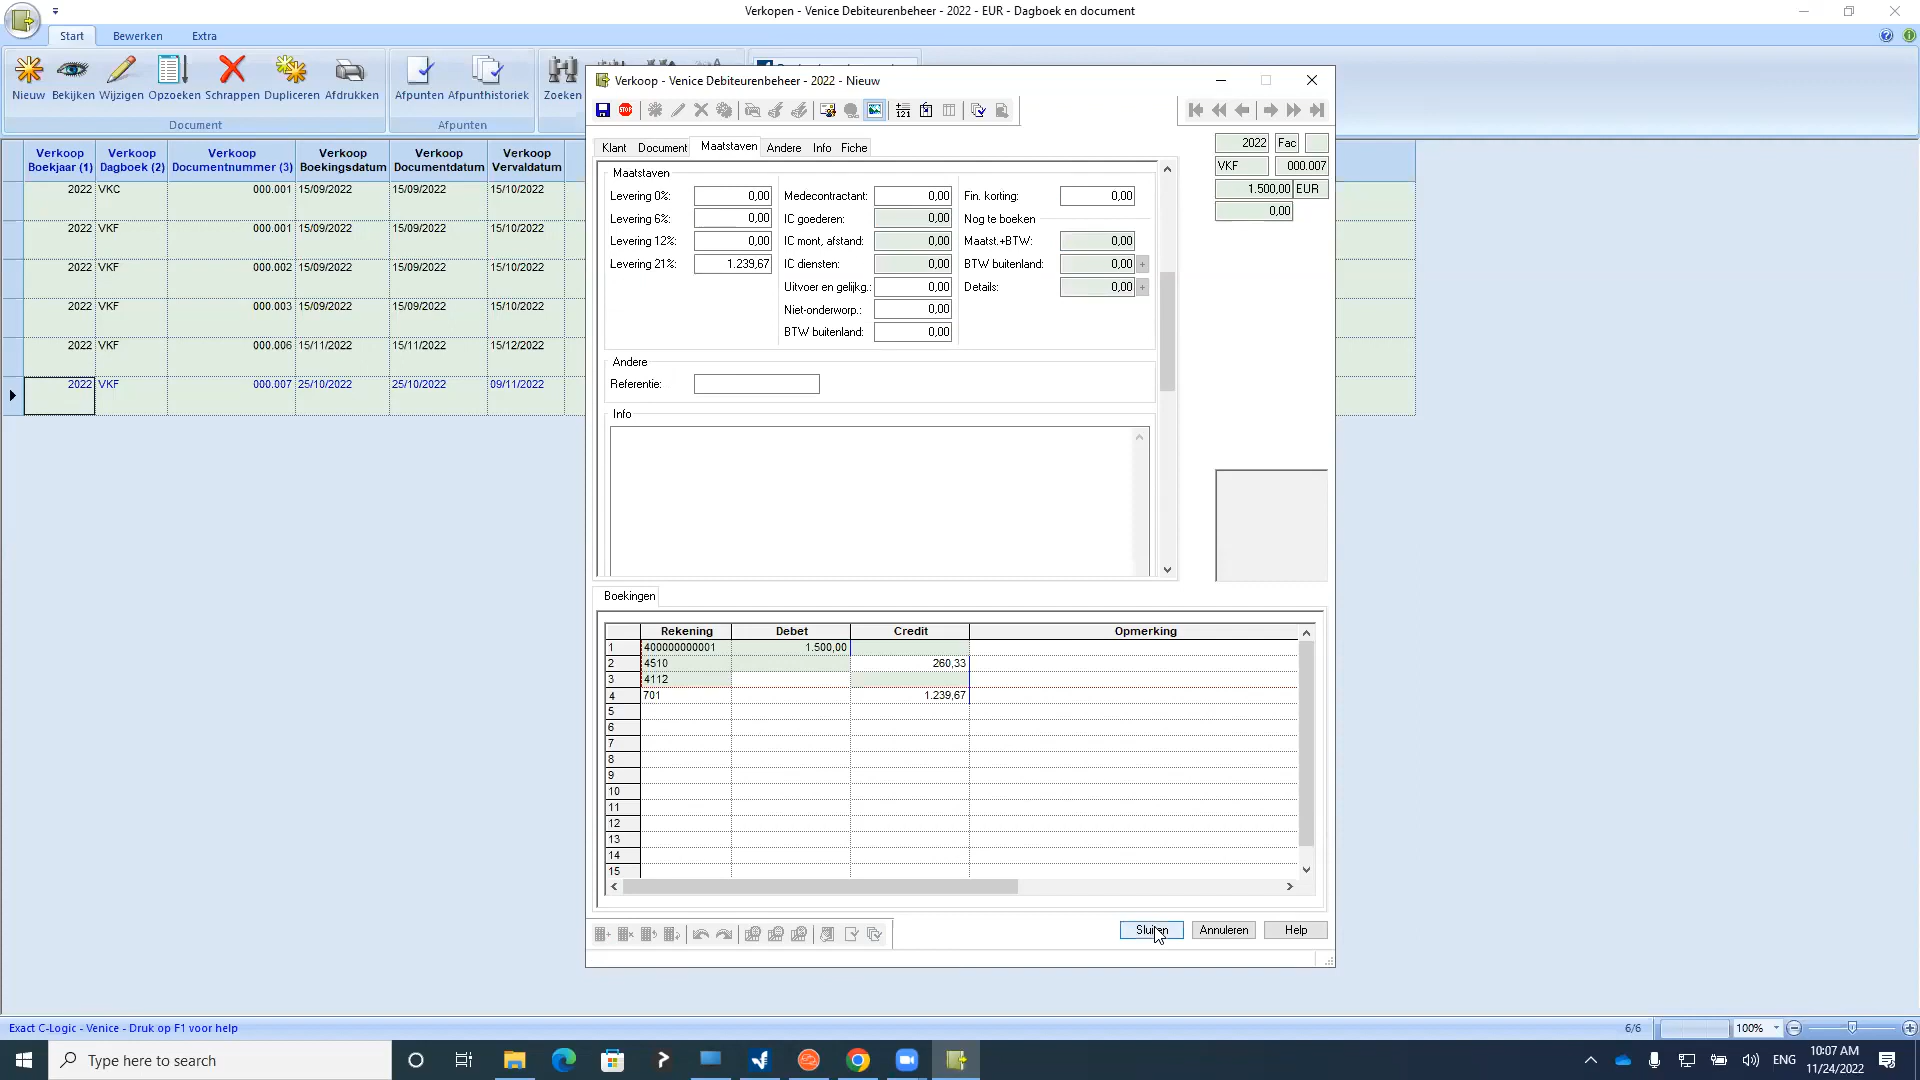 Verkopen - Venice Debiteurenbeheer - 2022 - EUR - Dagboek en document
Start Bewerken Extra
Nieuw Bekijken Wijzigen Opzoeken Schrappen Dupliceren Afdrukken Afpunten Afpunthistoriek Zoeken
Document Afpunten
Verkoop Boekjaar (1) Verkoop Dagboek (2) Verkoop Documentnummer (3) Verkoop Boekingsdatum Verkoop Documentdatum Verkoop Vervaldatum
2022 VKC 000.001 15/09/2022 15/09/2022 15/10/2022
2022 VKF 000.001 15/09/2022 15/09/2022 15/10/2022
2022 VKF 000.002 15/09/2022 15/09/2022 15/10/2022
2022 VKF 000.003 15/09/2022 15/09/2022 15/10/2022
2022 VKF 000.006 15/11/2022 15/11/2022 15/12/2022
2022 VKF 000.007 25/10/2022 25/10/2022 09/11/2022
Verkoop - Venice Debiteurenbeheer - 2022 - Nieuw
Klant Document Maatstaven Andere Info Fiche
2022 Fac
VKF 000.007
1.500,00 EUR
0,00
Maatstaven
Levering 0%: 0,00 Medecontractant: 0,00 Fin. korting: 0,00
Levering 6%: 0,00 IC goederen: 0,00 Nog te boeken
Levering 12%: 0,00 IC mont, afstand: 0,00 Maatst.+BTW: 0,00
Levering 21%: 1.239,67 IC diensten: 0,00 BTW buitenland: 0,00 +
Uitvoer en gelijkg.: 0,00 Details: 0,00 +
Niet-onderworp.: 0,00
BTW buitenland: 0,00
Andere
Referentie:
Info
Boekingen
Rekening Debet Credit Opmerking
1 400000000001 1.500,00
2 4510 260,33
3 4112
4 701 1.239,67
5
6
7
8
9
10
11
12
13
14
15
Sluiten Annuleren Help
Exact C-Logic - Venice - Druk op F1 voor help 6/6 100%
Type here to search ENG 10:07 AM
11/24/2022